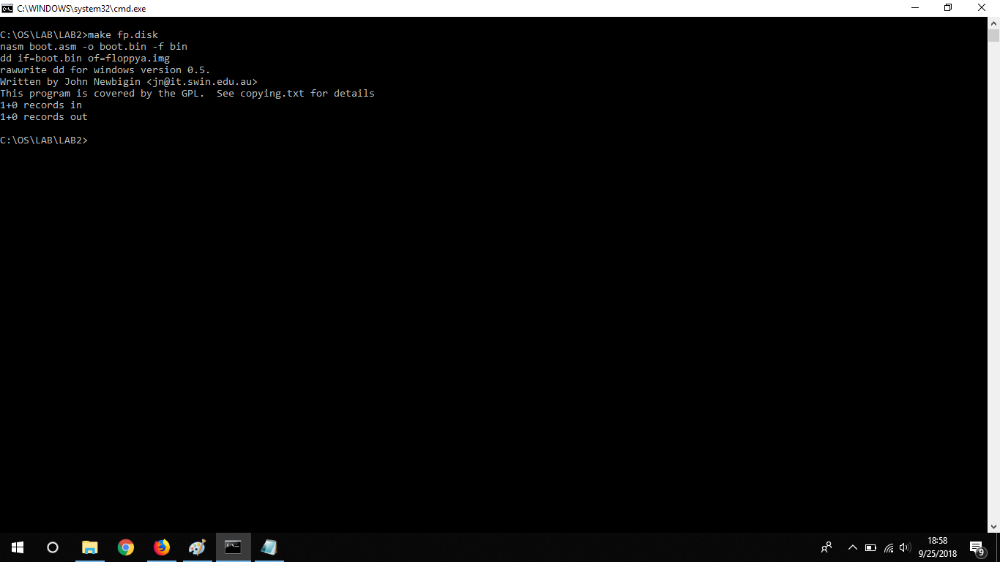 C:\WINDOWS\system32\cmd.exe
C:\OS\LAB\LAB2>make fp.disk
nasm boot.asm -o boot.bin -f bin
dd if=boot.bin of=floppya.img
rawwrite dd for windows version 0.5.
Written by John Newbigin <jn@it.swin.edu.au>
This program is covered by the GPL.  See copying.txt for details
1+0 records in
1+0 records out
C:\OS\LAB\LAB2>
18:58
9/25/2018
9